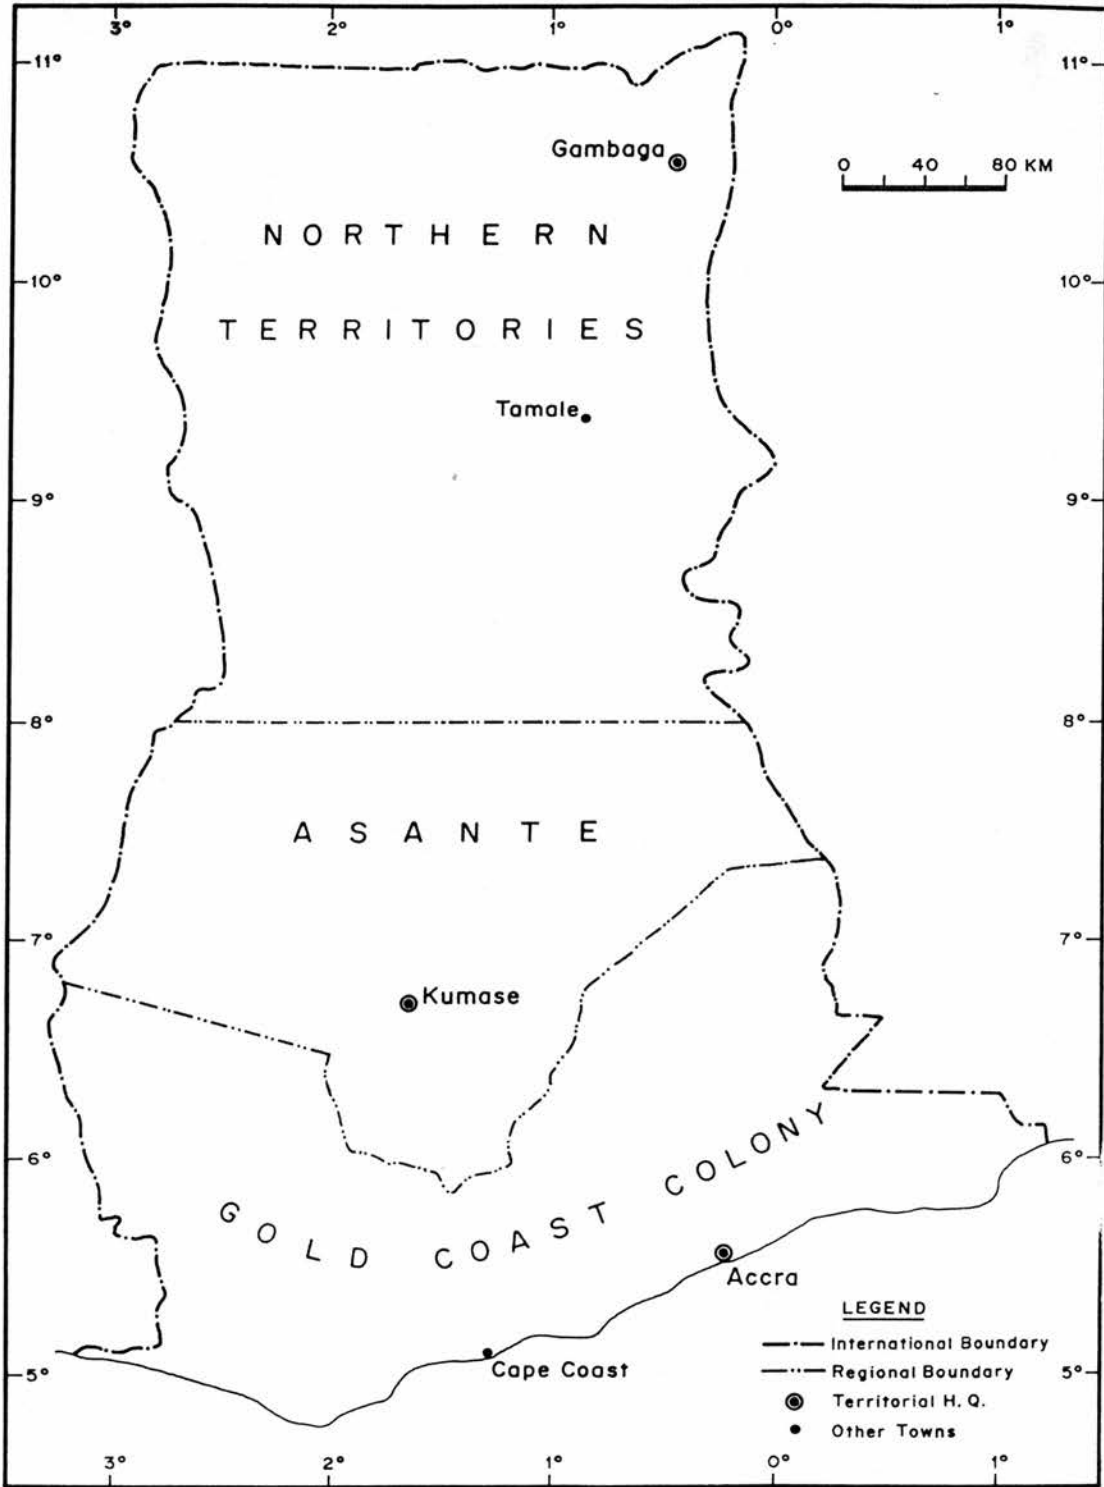 3° 2° 1° 0° 1°
11° 11°
Gambaga
0 40 80 KM
NORTHERN
10° 10°
TERRITORIES
Tamale
9° 9°
8° 8°
ASANTE
7° 7°
Kumase
6° 6°
GOLD COAST COLONY
Accra
LEGEND
International Boundary
Cape Coast
5° 5°
Regional Boundary
Territorial H.Q.
Other Towns
3° 2° 1° 0° 1°